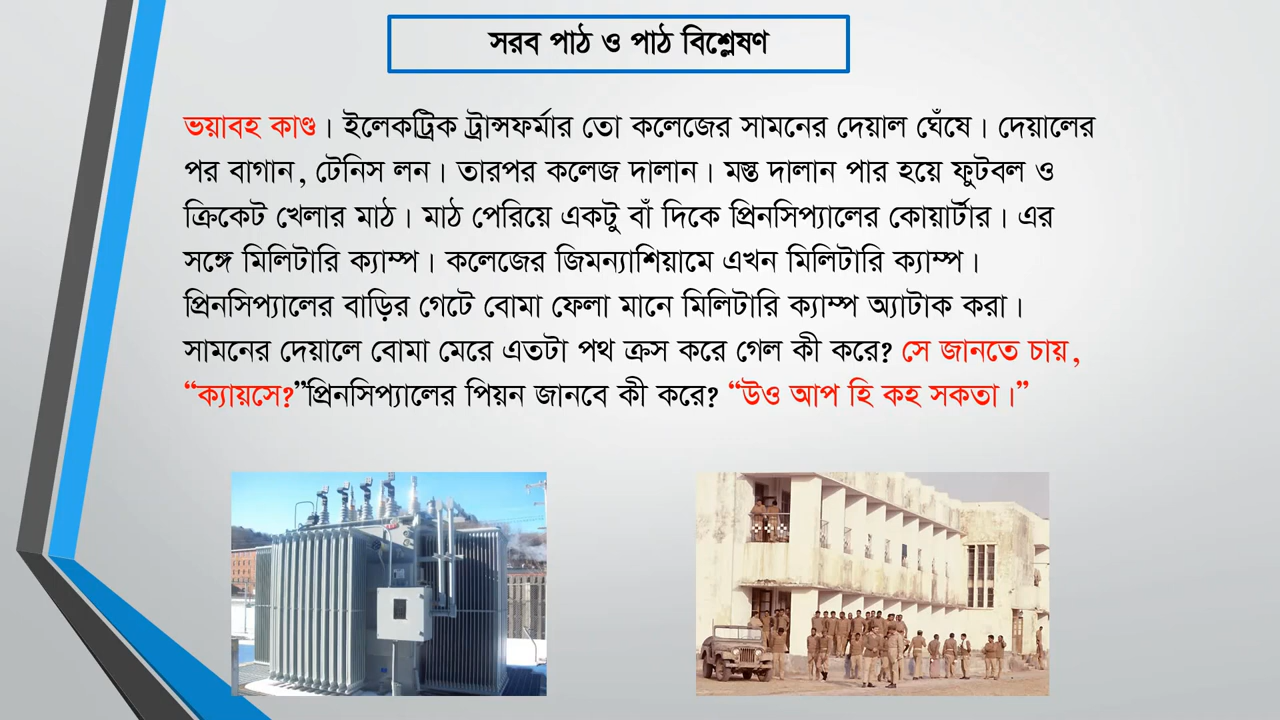 সরব পাঠ ও পাঠ বিশ্লেষণ
ভয়াবহ কাণ্ড। ইলেকট্রিক ট্রান্সফর্মার তো কলেজের সামনের দেয়াল ঘেঁষে। দেয়ালের
পর বাগান, টেনিস লন। তারপর কলেজ দালান। মস্ত দালান পার হয়ে ফুটবল ও
ক্রিকেট খেলার মাঠ। মাঠ পেরিয়ে একটু বাঁ দিকে প্রিনসিপ্যালের কোয়ার্টার। এর
সঙ্গে মিলিটারি ক্যাম্প। কলেজের জিমন্যাশিয়ামে এখন মিলিটারি ক্যাম্প।
প্রিনসিপ্যালের বাড়ির গেটে বোমা ফেলা মানে মিলিটারি ক্যাম্প অ্যাটাক করা।
সামনের দেয়ালে বোমা মেরে এতটা পথ ক্রস করে গেল কী করে? সে জানতে চায়,
“ক্যায়সে?”প্রিনসিপ্যালের পিয়ন জানবে কী করে? “উও আপ হি কহ সকতা।”